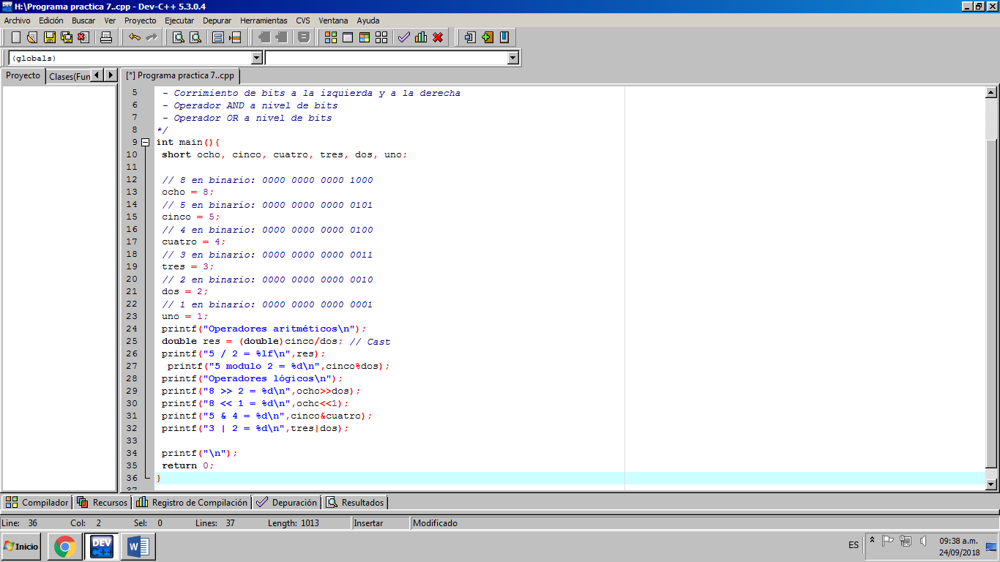 H:\Programa practica 7..cpp - Dev-C++ 5.3.0.4
Archivo Edición Buscar Ver Proyecto Ejecutar Depurar Herramientas CVS Ventana Ayuda
(globals)
Proyecto Clases(Fun [*] Programa practica 7..cpp
5 - Corrimiento de bits a la izquierda y a la derecha
6 - Operador AND a nivel de bits
7 - Operador OR a nivel de bits
8 */
9 int main(){
10 short ocho, cinco, cuatro, tres, dos, uno;
11
12 // 8 en binario: 0000 0000 0000 1000
13 ocho = 8;
14 // 5 en binario: 0000 0000 0000 0101
15 cinco = 5;
16 // 4 en binario: 0000 0000 0000 0100
17 cuatro = 4;
18 // 3 en binario: 0000 0000 0000 0011
19 tres = 3;
20 // 2 en binario: 0000 0000 0000 0010
21 dos = 2;
22 // 1 en binario: 0000 0000 0000 0001
23 uno = 1;
24 printf("Operadores aritméticos\n");
25 double res = (double)cinco/dos; // Cast
26 printf("5 / 2 = %lf\n",res);
27 printf("5 modulo 2 = %d\n",cinco%dos);
28 printf("Operadores lógicos\n");
29 printf("8 >> 2 = %d\n",ocho>>dos);
30 printf("8 << 1 = %d\n",ocho<<1);
31 printf("5 & 4 = %d\n",cinco&cuatro);
32 printf("3 | 2 = %d\n",tres|dos);
33
34 printf("\n");
35 return 0;
36 }
37
Compilador Recursos Registro de Compilación Depuración Resultados
Line: 36 Col: 2 Sel: 0 Lines: 37 Length: 1013 Insertar Modificado
Inicio DEV C++ W ES 09:38 a.m.
24/09/2018